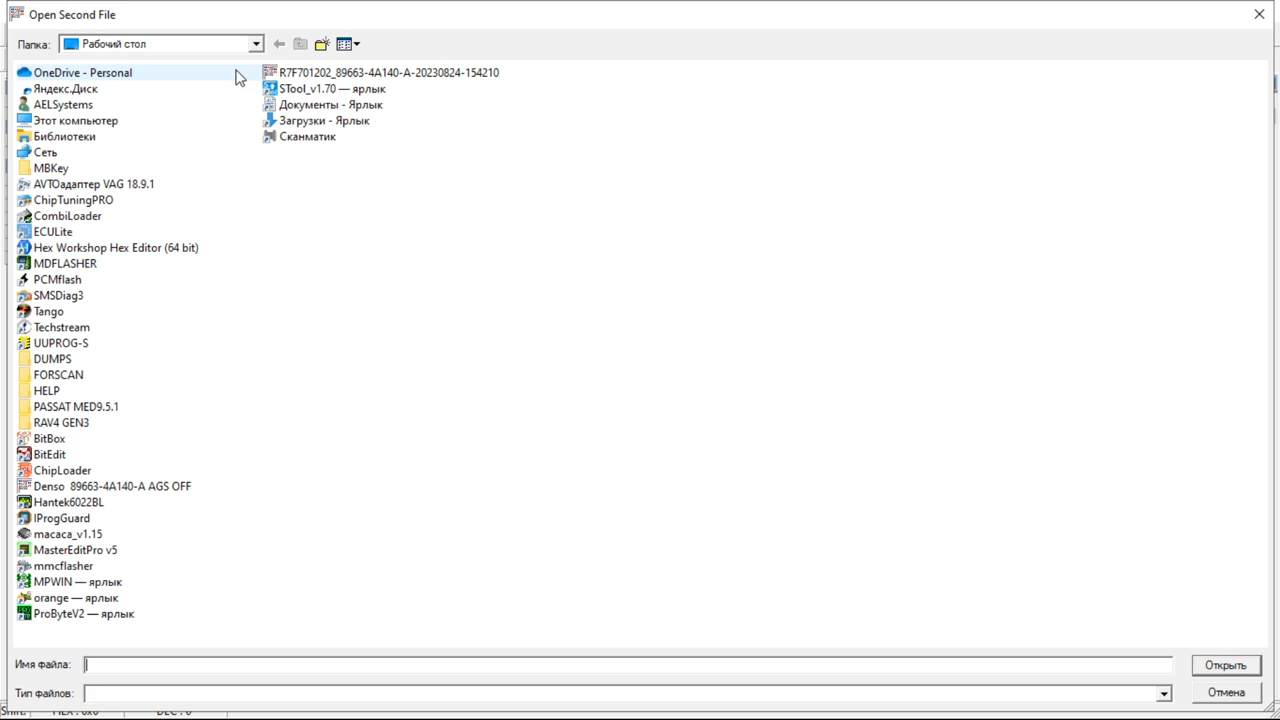 Open Second File
Папка: Рабочий стол
OneDrive - Personal
Яндекс.Диск
AELSystems
Этот компьютер
Библиотеки
Сеть
MBKey
AVTOадаптер VAG 18.9.1
ChipTuningPRO
CombiLoader
ECULite
Hex Workshop Hex Editor (64 bit)
MDFLASHER
PCMflash
SMSDiag3
Tango
Techstream
UUPROG-S
DUMPS
FORSCAN
HELP
PASSAT MED9.5.1
RAV4 GEN3
BitBox
BitEdit
ChipLoader
Denso 89663-4A140-A AGS OFF
Hantek6022BL
IProgGuard
macaca_v1.15
MasterEditPro v5
mmcflasher
MPWIN — ярлык
orange — ярлык
ProByteV2 — ярлык
R7F701202_89663-4A140-A-20230824-154210
STool_v1.70 — ярлык
Документы - Ярлык
Загрузки - Ярлык
Сканматик
Имя файла:
Открыть
Тип файлов:
Отмена